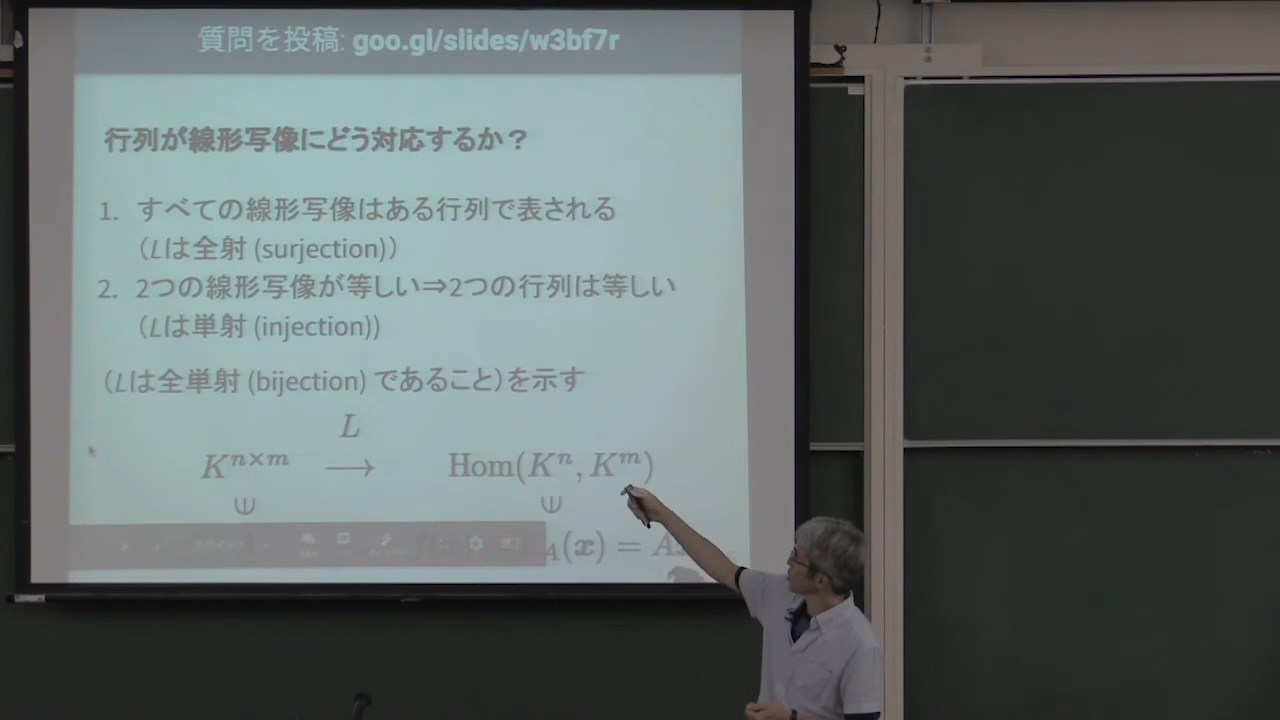 質問を投稿: goo.gl/slides/w3bf7r
行列が線形写像にどう対応するか？
1. すべての線形写像はある行列で表される
（Lは全射 (surjection)）
2. 2つの線形写像が等しい⇒2つの行列は等しい
（Lは単射 (injection))
（Lは全単射 (bijection) であること）を示す
L
K^{n×m} ⟶ Hom(K^n, K^m)
∈ ∈
_A(x) = A